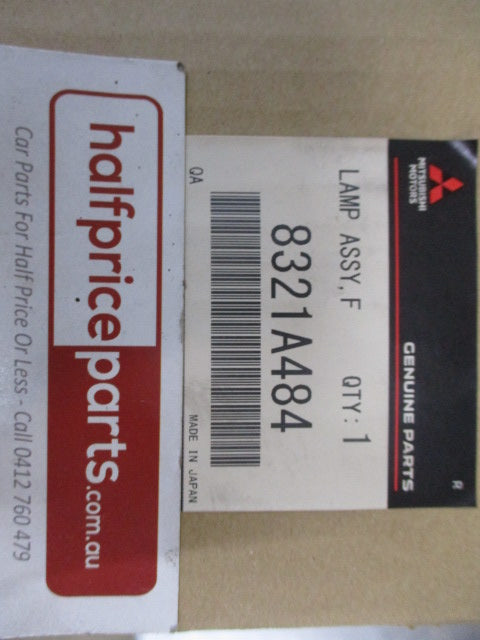 MITSUBISHI
MOTORS
GENUINE PARTS
R
LAMP ASSY,F QTY: 1
8321A484
QA MADE IN JAPAN
halfpriceparts.com.au
Car Parts For Half Price Or Less - Call 0412 760 479